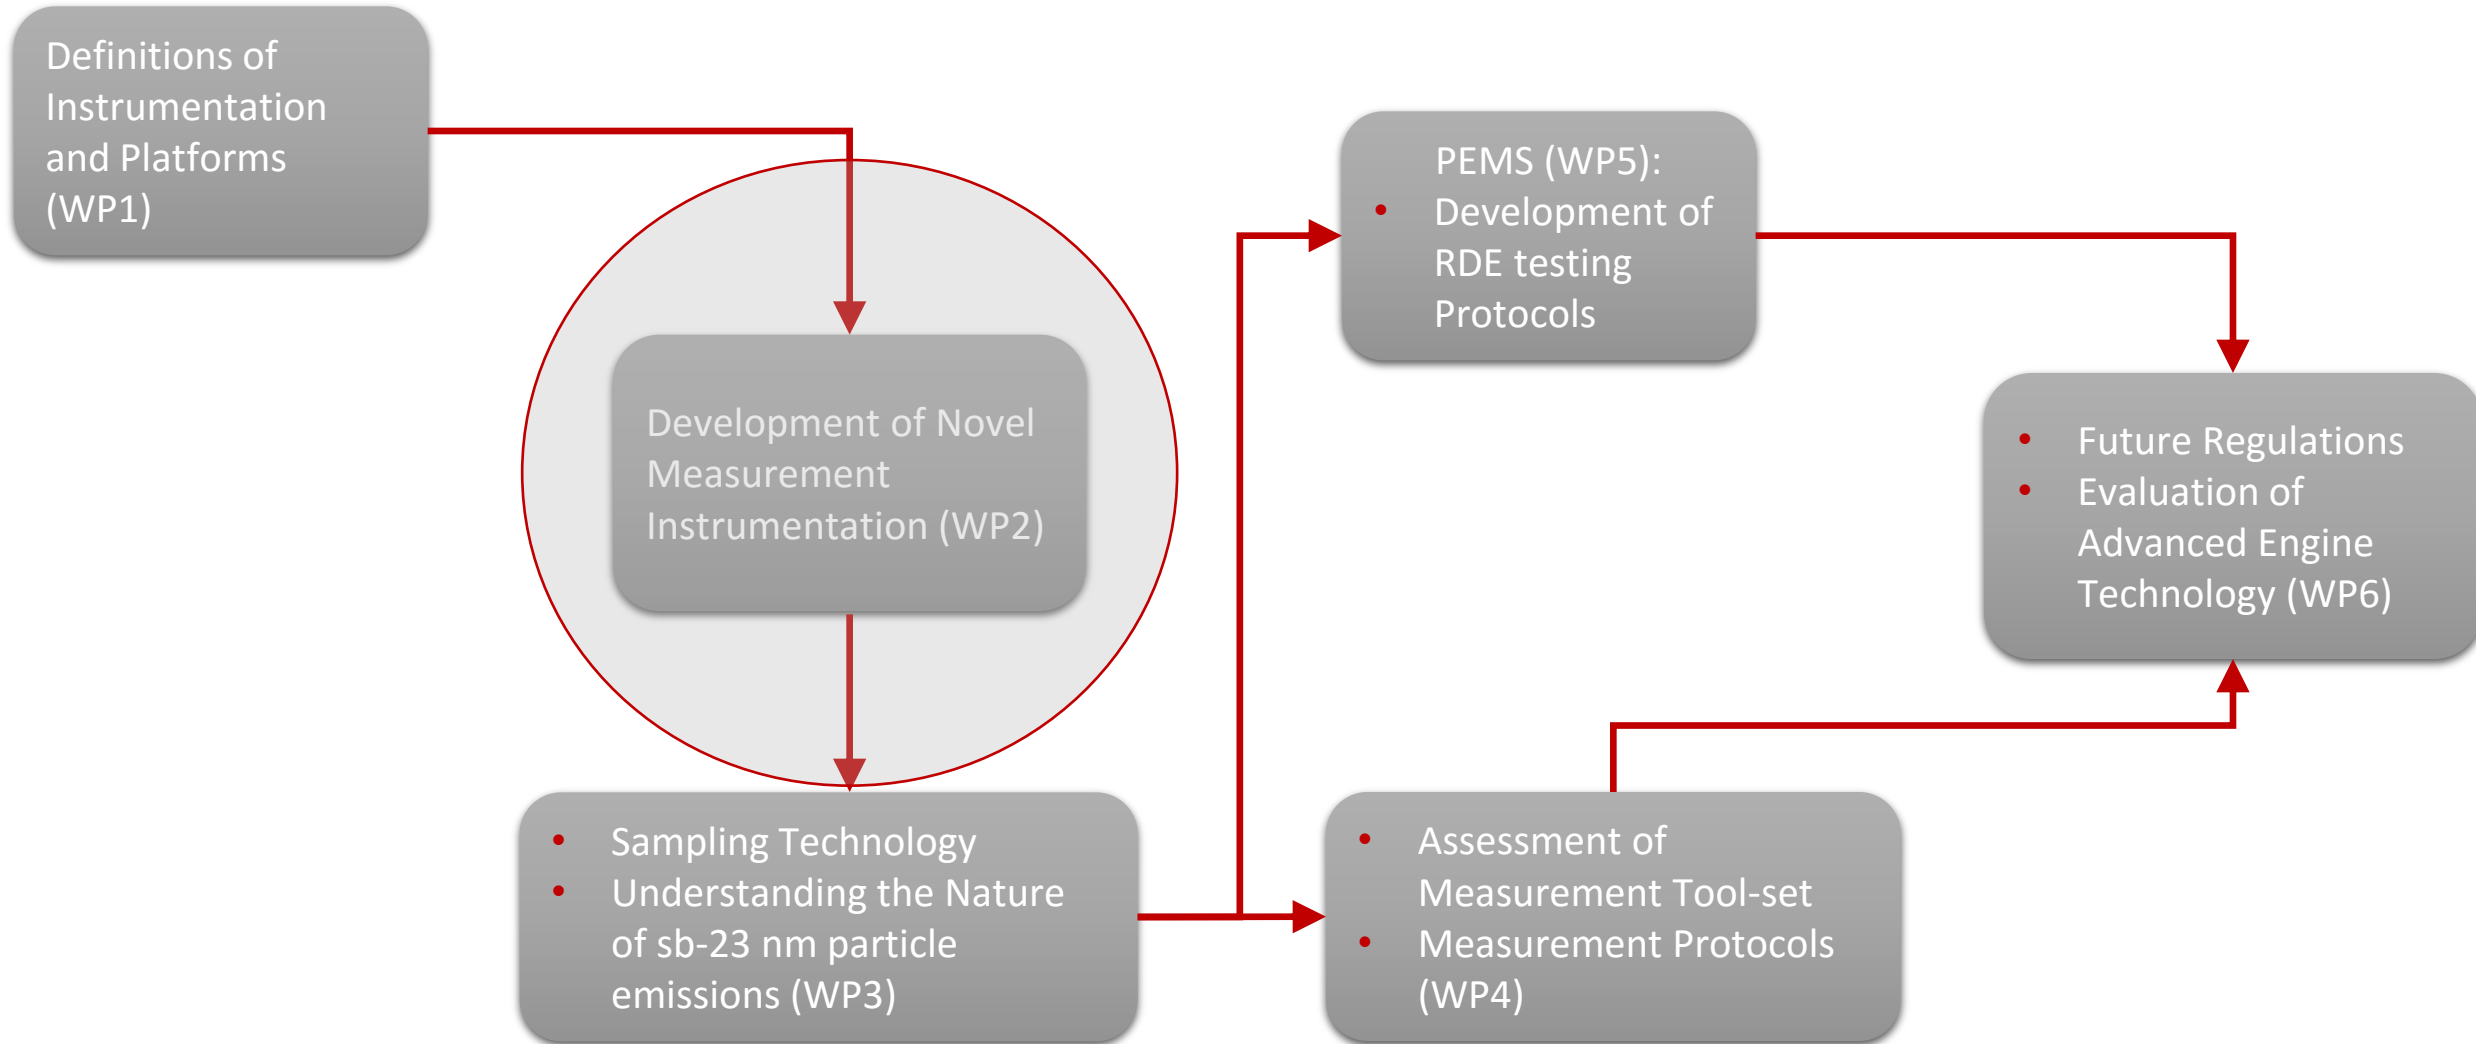 Definitions of
Instrumentation
and Platforms
(WP1)
Development of Novel
Measurement
Instrumentation (WP2)
• Sampling Technology
• Understanding the Nature
of sb-23 nm particle
emissions (WP3)
PEMS (WP5):
• Development of
RDE testing
Protocols
• Assessment of
Measurement Tool-set
• Measurement Protocols
(WP4)
• Future Regulations
• Evaluation of
Advanced Engine
Technology (WP6)